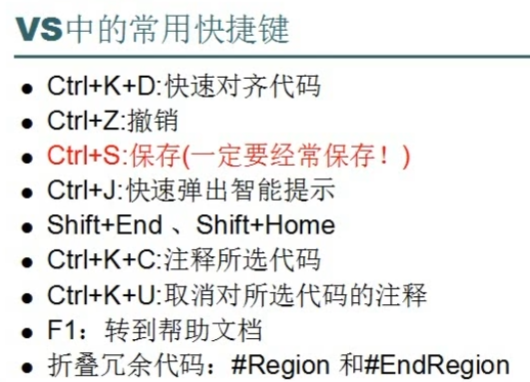 VS中的常用快捷键
● Ctrl+K+D:快速对齐代码
● Ctrl+Z:撤销
● Ctrl+S:保存(一定要经常保存！)
● Ctrl+J:快速弹出智能提示
● Shift+End 、Shift+Home
● Ctrl+K+C:注释所选代码
● Ctrl+K+U:取消对所选代码的注释
● F1：转到帮助文档
● 折叠冗余代码：#Region 和#EndRegion